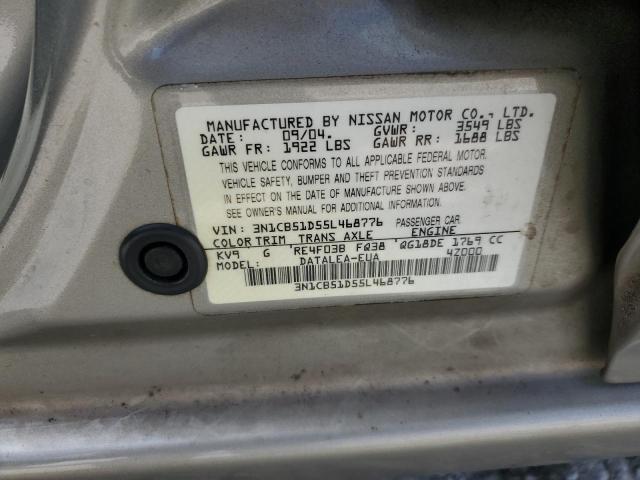 MANUFACTURED BY NISSAN MOTOR CO., LTD.
DATE: 09/04. GVWR: 3549 LBS
GAWR FR: 1922 LBS GAWR RR: 1688 LBS
THIS VEHICLE CONFORMS TO ALL APPLICABLE FEDERAL MOTOR
VEHICLE SAFETY, BUMPER AND THEFT PREVENTION STANDARDS
IN EFFECT ON THE DATE OF MANUFACTURE SHOWN ABOVE.
SEE OWNER'S MANUAL FOR ADDITIONAL INFORMATION.
VIN: 3N1CB51D55L468776 PASSENGER CAR
COLOR TRIM TRANS AXLE ENGINE
KV9 G RE4F03B FQ38 QG18DE 1769 CC
MODEL: DATALEA-EUA 4Z000
3N1CB51D55L468776